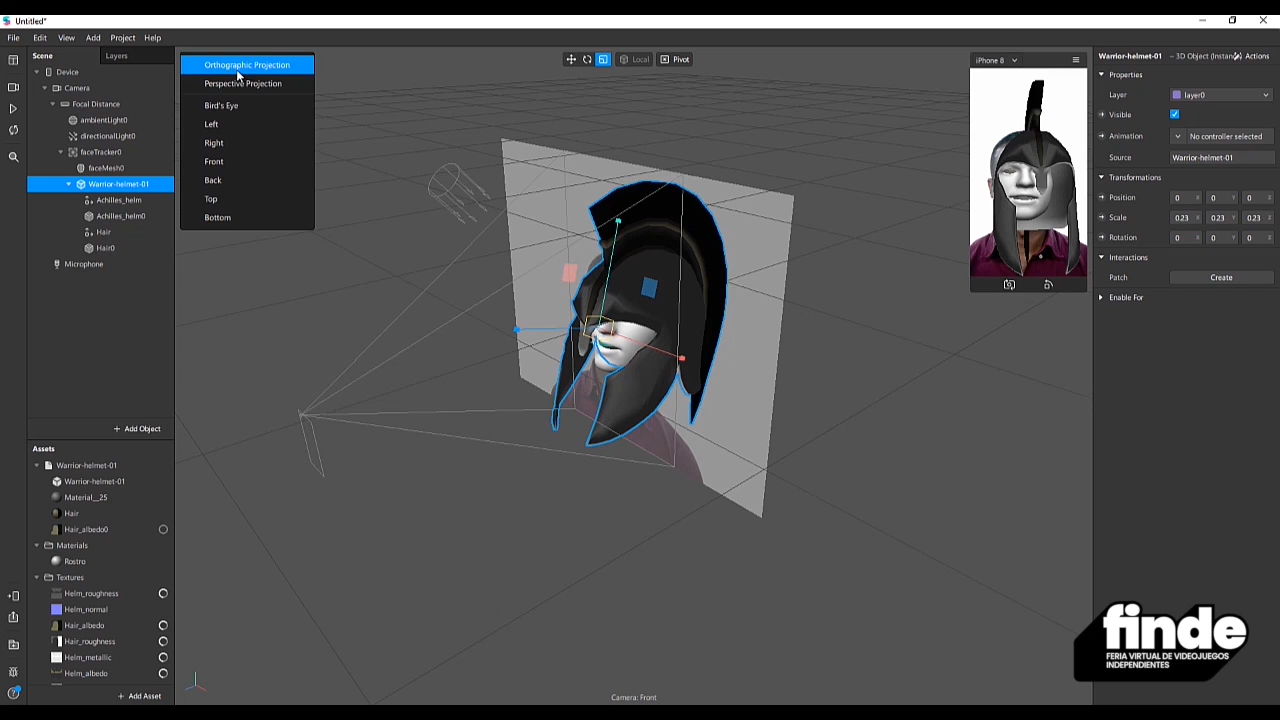 Untitled*
File Edit View Add Project Help
Scene Layers
Device
Camera
Focal Distance
ambientLight0
directionalLight0
faceTracker0
faceMesh0
Warrior-helmet-01
Achilles_helm
Achilles_helm0
Hair
Hair0
Microphone
+ Add Object
Assets
Warrior-helmet-01
Warrior-helmet-01
Material__25
Hair
Hair_albedo0
Materials
Rostro
Textures
Helm_roughness
Helm_normal
Hair_albedo
Hair_roughness
Helm_metallic
Helm_albedo
+ Add Asset
Orthographic Projection
Perspective Projection
Bird's Eye
Left
Right
Front
Back
Top
Bottom
Local Pivot
Camera: Front
iPhone 8
Warrior-helmet-01 – 3D Object (Instan Actions
Properties
Layer layer0
Visible
Animation No controller selected
Source Warrior-helmet-01
Transformations
Position 0 X 0 Y 0 Z
Scale 0.23 X 0.23 Y 0.23 Z
Rotation 0 X 0 Y 0 Z
Interactions
Patch Create
Enable For
finde
FERIA VIRTUAL DE VIDEOJUEGOS
INDEPENDIENTES